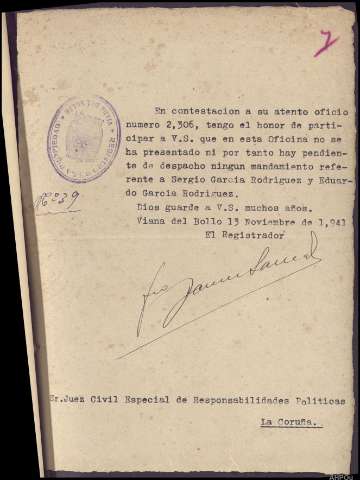 7
En contestacion a su atento oficio
numero 2,306, tengo el honor de parti-
cipar a V.S. que en esta Oficina no se
ha presentado ni por tanto hay pendien-
te de despacho ningun mandamiento refe-
rente a Sergio Garcia Rodriguez y Eduar
do Garcia Rodriguez.
Dios guarde a V.S. muchos años.
Viana del Bollo 13 Noviembre de 1,941
El Registrador
Nº 839
Sr.Juez Civil Especial de Responsabilidades Politicas
La Coruña.